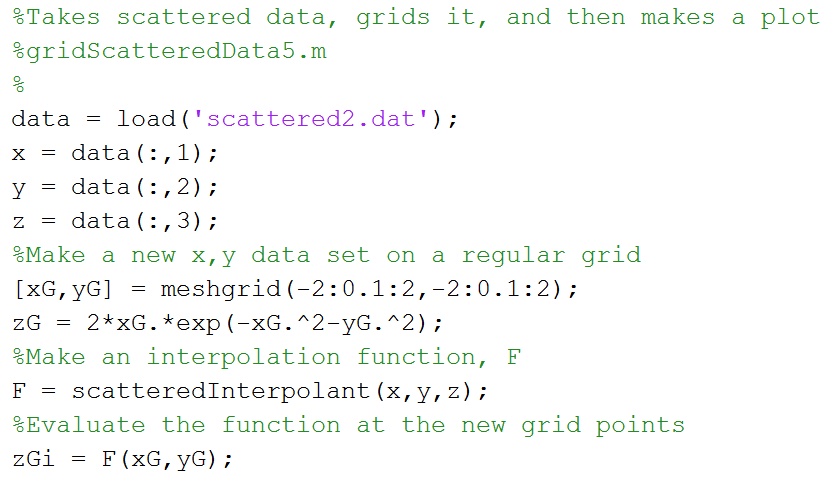 %Takes scattered data, grids it, and then makes a plot
%gridScatteredData5.m
%
data = load('scattered2.dat');
x = data(:,1);
y = data(:,2);
z = data(:,3);
%Make a new x,y data set on a regular grid
[xG,yG] = meshgrid(-2:0.1:2,-2:0.1:2);
zG = 2*xG.*exp(-xG.^2-yG.^2);
%Make an interpolation function, F
F = scatteredInterpolant(x,y,z);
%Evaluate the function at the new grid points
zGi = F(xG,yG);